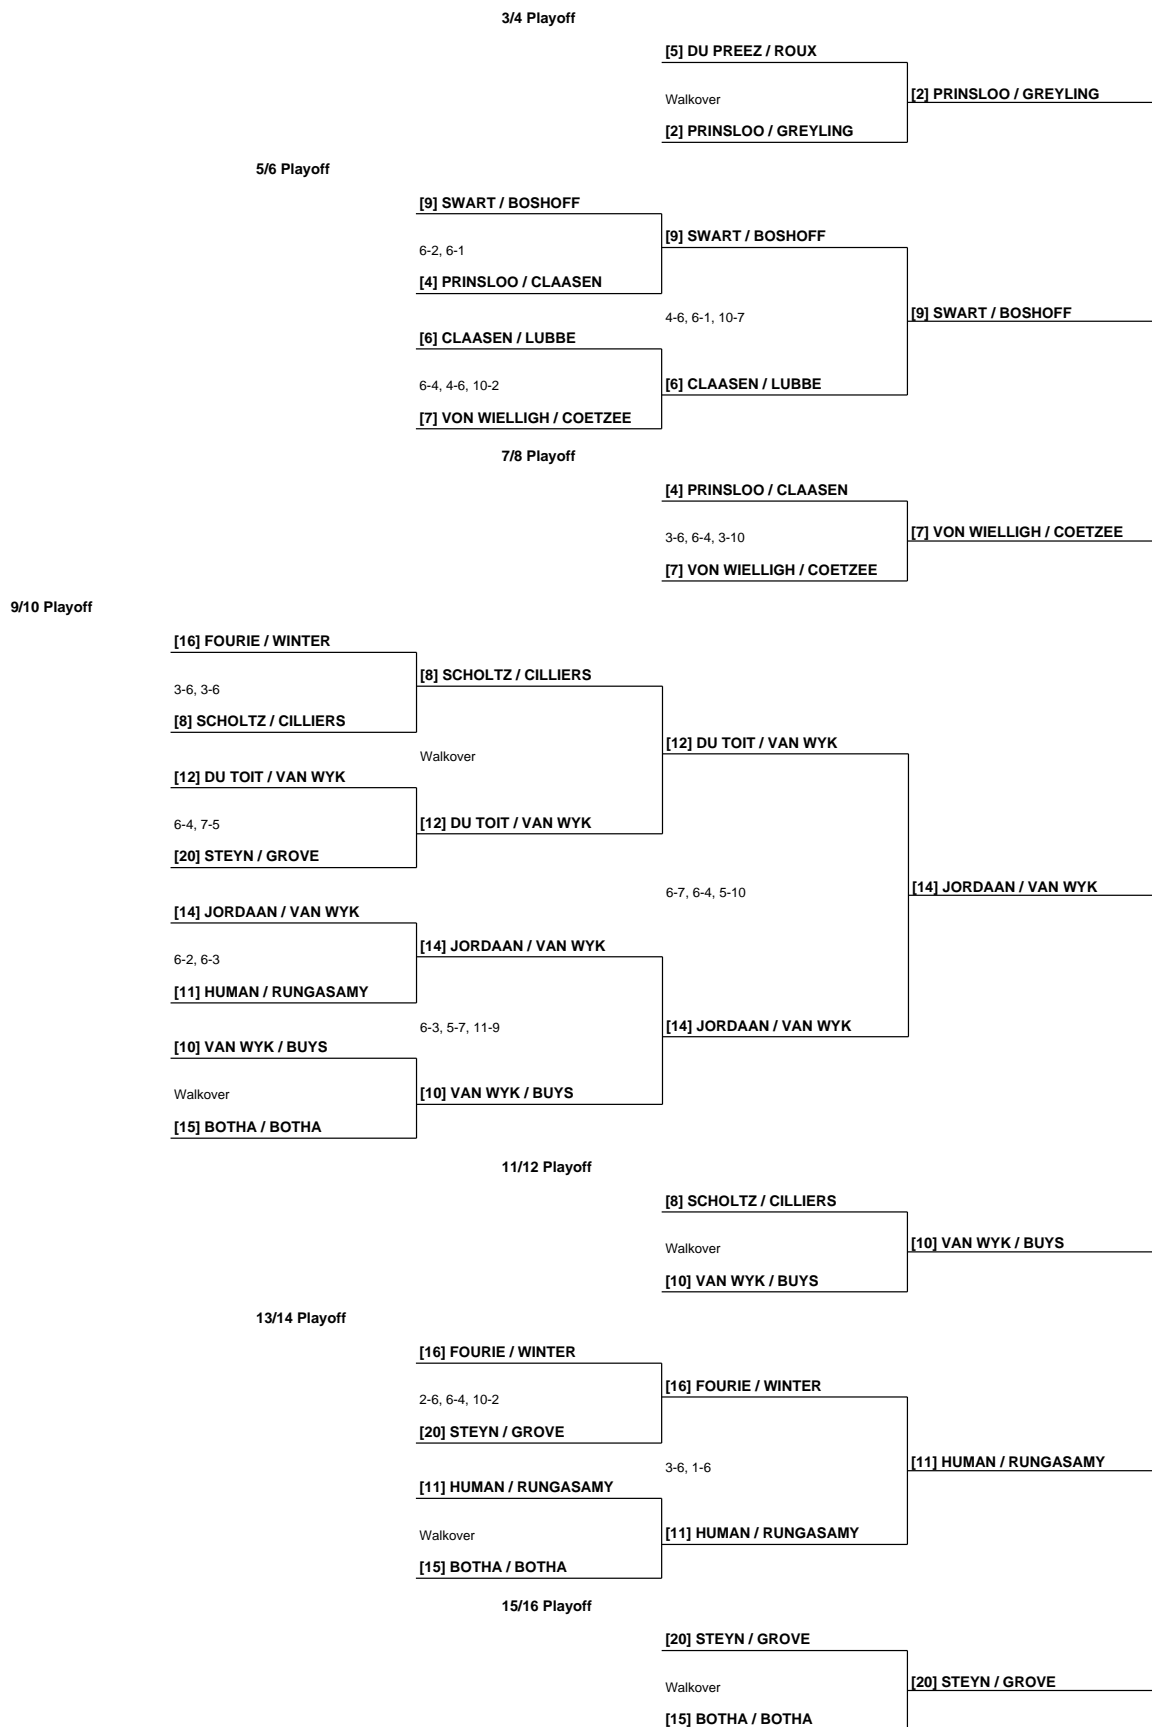 3/4 Playoff
[5] DU PREEZ / ROUX
Walkover
[2] PRINSLOO / GREYLING
[2] PRINSLOO / GREYLING
5/6 Playoff
[9] SWART / BOSHOFF
6-2, 6-1
[9] SWART / BOSHOFF
[4] PRINSLOO / CLAASEN
4-6, 6-1, 10-7
[9] SWART / BOSHOFF
[6] CLAASEN / LUBBE
6-4, 4-6, 10-2
[6] CLAASEN / LUBBE
[7] VON WIELLIGH / COETZEE
7/8 Playoff
[4] PRINSLOO / CLAASEN
3-6, 6-4, 3-10
[7] VON WIELLIGH / COETZEE
[7] VON WIELLIGH / COETZEE
9/10 Playoff
[16] FOURIE / WINTER
3-6, 3-6
[8] SCHOLTZ / CILLIERS
[8] SCHOLTZ / CILLIERS
Walkover
[12] DU TOIT / VAN WYK
[12] DU TOIT / VAN WYK
6-4, 7-5
[12] DU TOIT / VAN WYK
[20] STEYN / GROVE
6-7, 6-4, 5-10
[14] JORDAAN / VAN WYK
[14] JORDAAN / VAN WYK
6-2, 6-3
[14] JORDAAN / VAN WYK
[11] HUMAN / RUNGASAMY
6-3, 5-7, 11-9
[14] JORDAAN / VAN WYK
[10] VAN WYK / BUYS
Walkover
[10] VAN WYK / BUYS
[15] BOTHA / BOTHA
11/12 Playoff
[8] SCHOLTZ / CILLIERS
Walkover
[10] VAN WYK / BUYS
[10] VAN WYK / BUYS
13/14 Playoff
[16] FOURIE / WINTER
2-6, 6-4, 10-2
[16] FOURIE / WINTER
[20] STEYN / GROVE
3-6, 1-6
[11] HUMAN / RUNGASAMY
[11] HUMAN / RUNGASAMY
Walkover
[11] HUMAN / RUNGASAMY
[15] BOTHA / BOTHA
15/16 Playoff
[20] STEYN / GROVE
Walkover
[20] STEYN / GROVE
[15] BOTHA / BOTHA